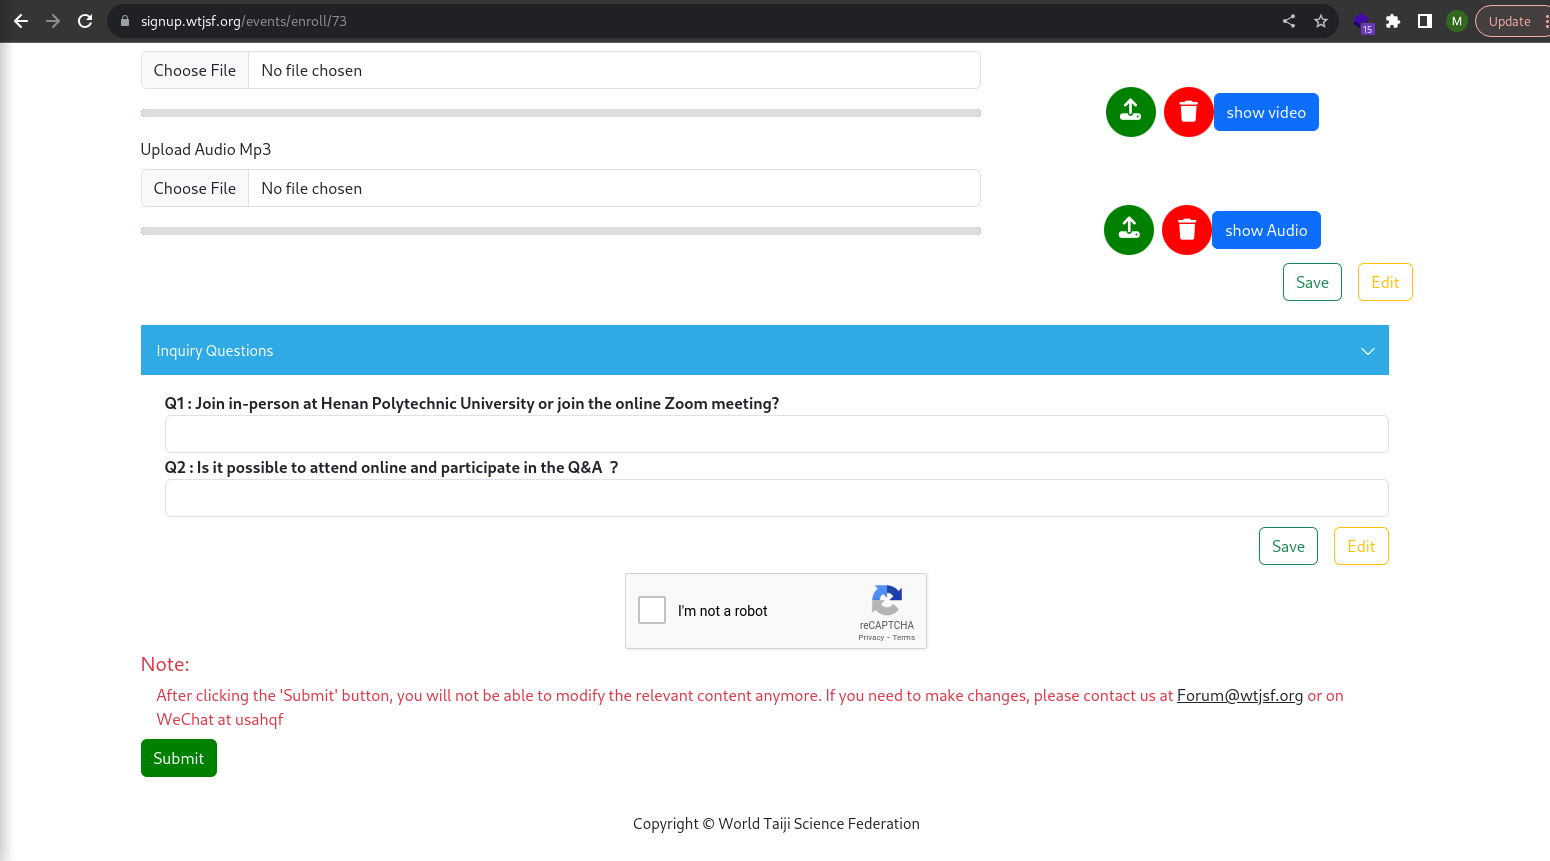 signup.wtjsf.org/events/enroll/73
15
M
Update
Choose File No file chosen
show video
Upload Audio Mp3
Choose File No file chosen
show Audio
Save Edit
Inquiry Questions
Q1 : Join in-person at Henan Polytechnic University or join the online Zoom meeting?
Q2 : Is it possible to attend online and participate in the Q&A ？
Save Edit
I'm not a robot
reCAPTCHA
Privacy - Terms
Note:
After clicking the 'Submit' button, you will not be able to modify the relevant content anymore. If you need to make changes, please contact us at Forum@wtjsf.org or on
WeChat at usahqf
Submit
Copyright © World Taiji Science Federation